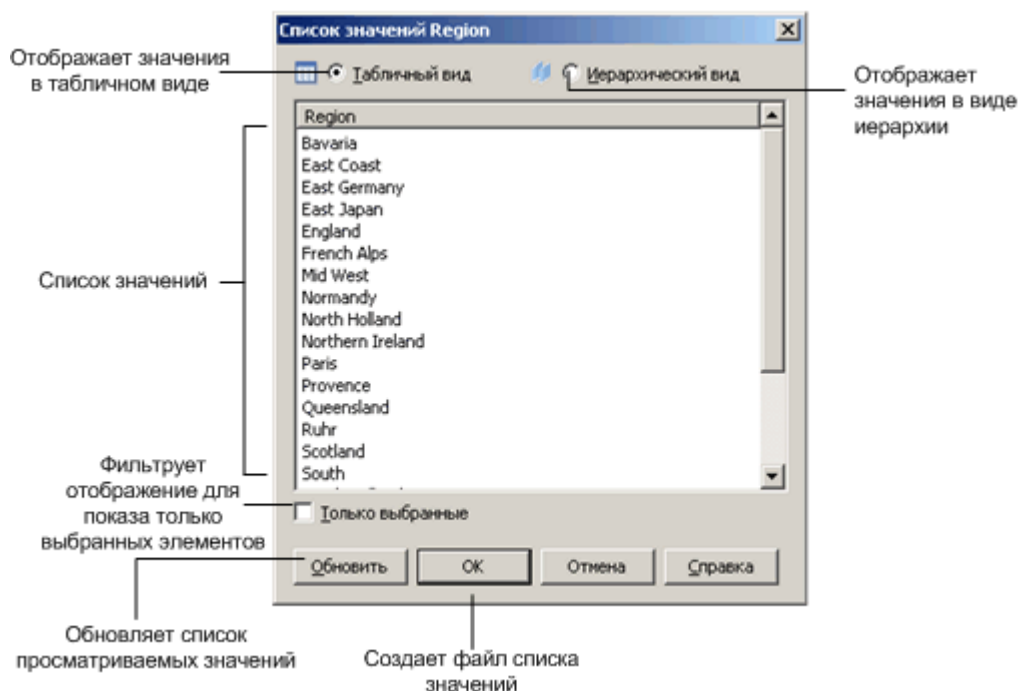 Список значений Region
Отображает значения
в табличном виде
Табличный вид
Иерархический вид
Отображает
значения в виде
иерархии
Region
Bavaria
East Coast
East Germany
East Japan
England
French Alps
Mid West
Normandy
North Holland
Northern Ireland
Paris
Provence
Queensland
Ruhr
Scotland
South
Список значений
Фильтрует
отображение для
показа только
выбранных элементов
Только выбранные
Обновить
OK
Отмена
Справка
Обновляет список
просматриваемых значений
Создает файл списка
значений